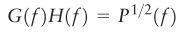 G(f)H(f) = P^{1/2}(f)